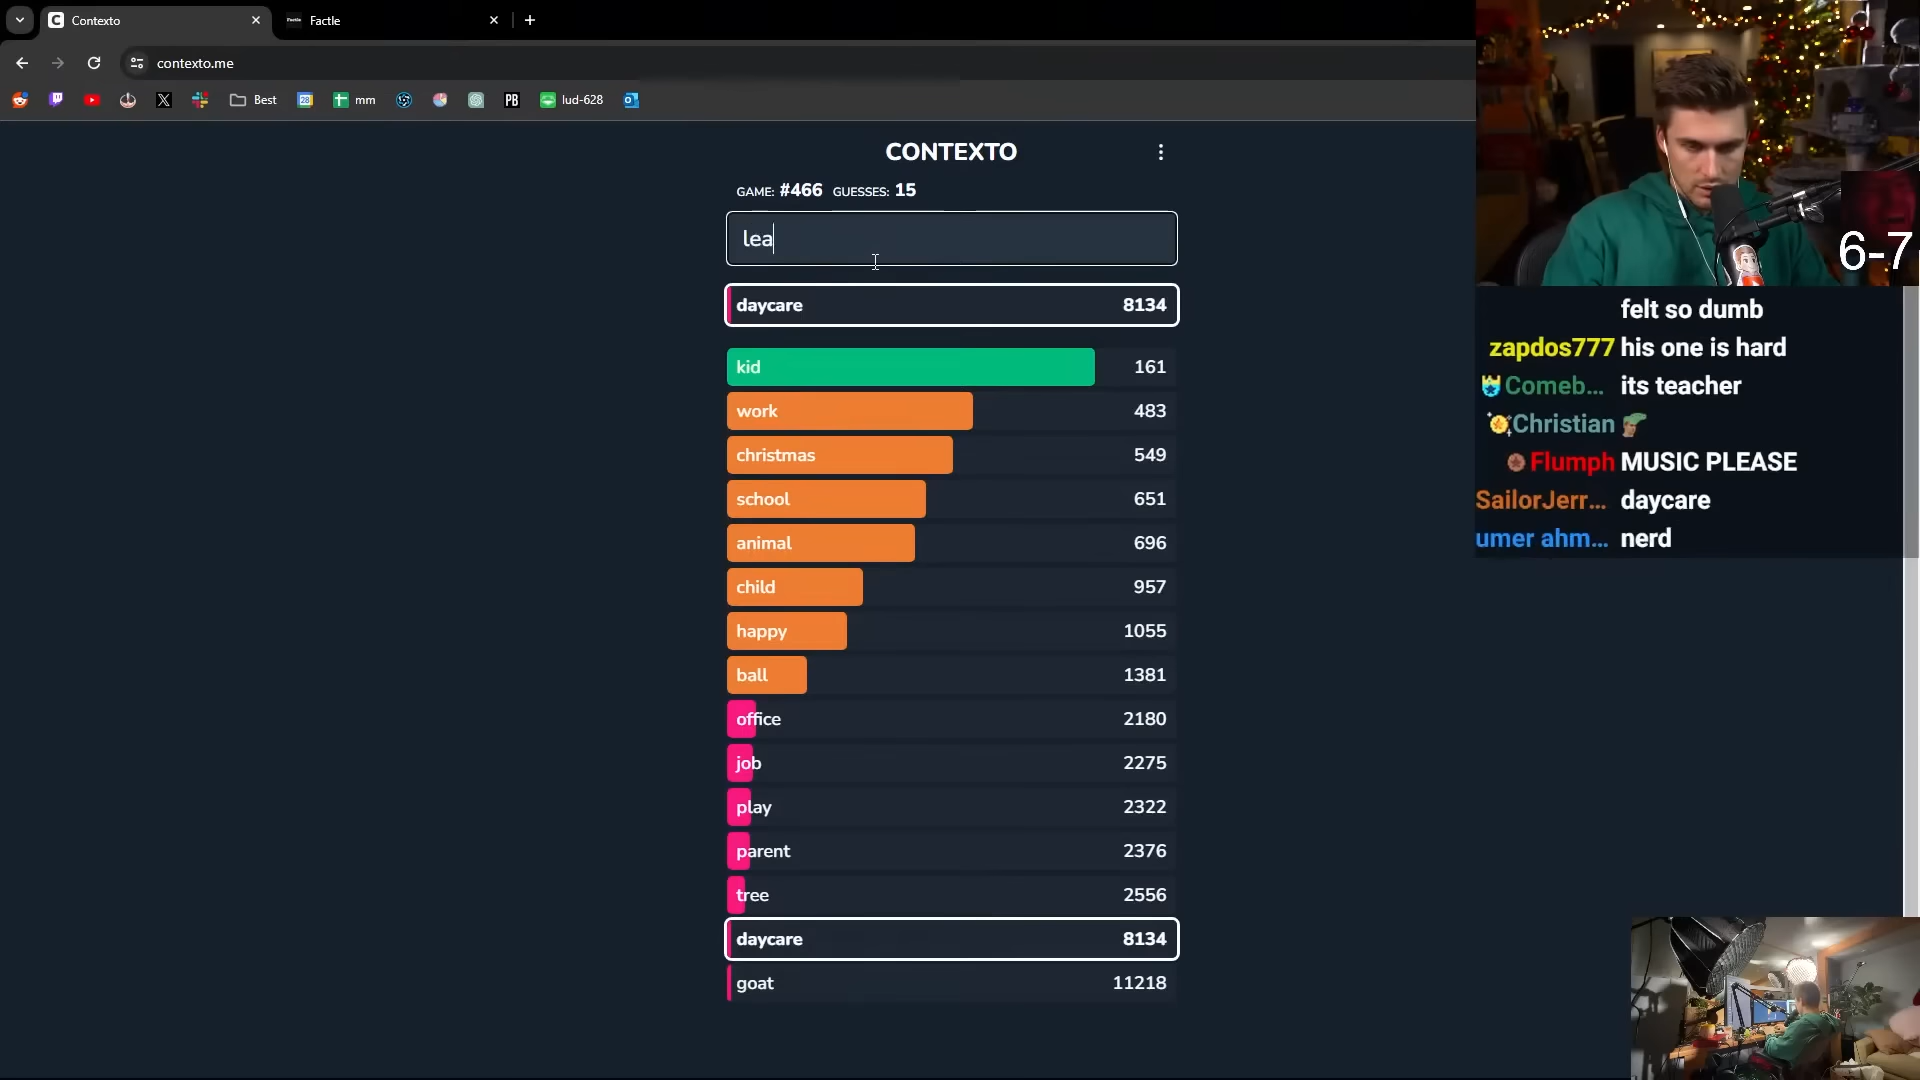 Contexto
Factle
contexto.me
Best
28
mm
PB
lud-628
CONTEXTO
GAME: #466 GUESSES: 15
lea
daycare 8134
kid 161
work 483
christmas 549
school 651
animal 696
child 957
happy 1055
ball 1381
office 2180
job 2275
play 2322
parent 2376
tree 2556
daycare 8134
goat 11218
6-7
felt so dumb
zapdos777 his one is hard
Comeb... its teacher
Christian
Flumph MUSIC PLEASE
SailorJerr... daycare
umer ahm... nerd